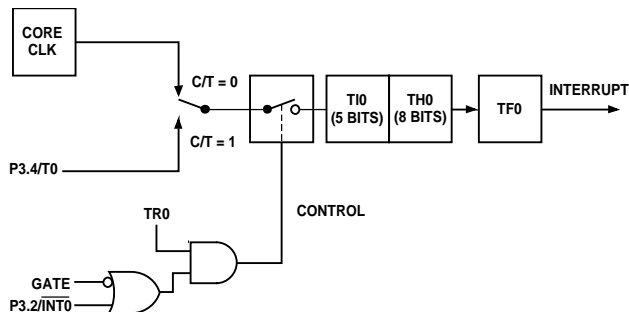 CORE
CLK
C/T = 0
C/T = 1
P3.4/T0
TI0
(5 BITS)
TH0
(8 BITS)
TF0
INTERRUPT
CONTROL
TR0
GATE
P3.2/INT0